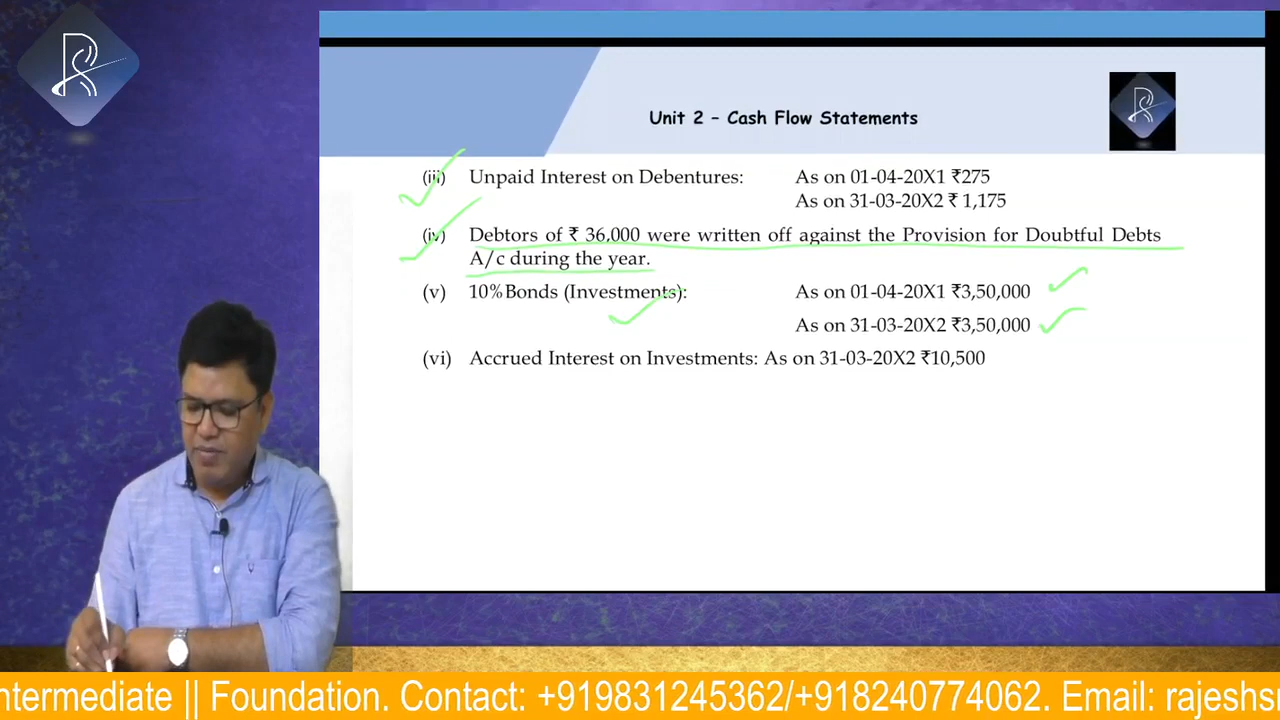 Unit 2 – Cash Flow Statements
(iii) Unpaid Interest on Debentures: As on 01-04-20X1 ₹275
As on 31-03-20X2 ₹ 1,175
(iv) Debtors of ₹ 36,000 were written off against the Provision for Doubtful Debts
A/c during the year.
(v) 10%Bonds (Investments): As on 01-04-20X1 ₹3,50,000
As on 31-03-20X2 ₹3,50,000
(vi) Accrued Interest on Investments: As on 31-03-20X2 ₹10,500
ntermediate || Foundation. Contact: +919831245362/+918240774062. Email: rajeshs